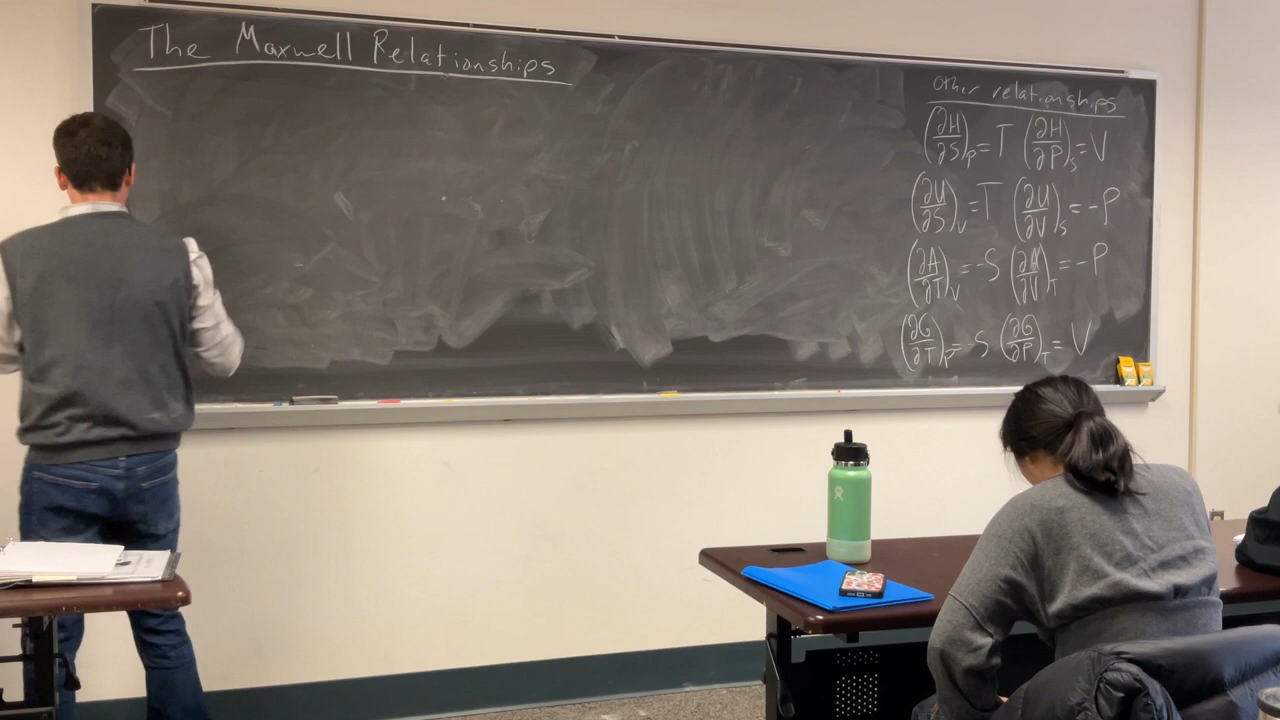 The Maxwell Relationships
Other relationships
(∂H/∂S)_P = T (∂H/∂P)_S = V
(∂U/∂S)_V = T (∂U/∂V)_S = -P
(∂A/∂T)_V = -S (∂A/∂V)_T = -P
(∂G/∂T)_P = -S (∂G/∂P)_T = V